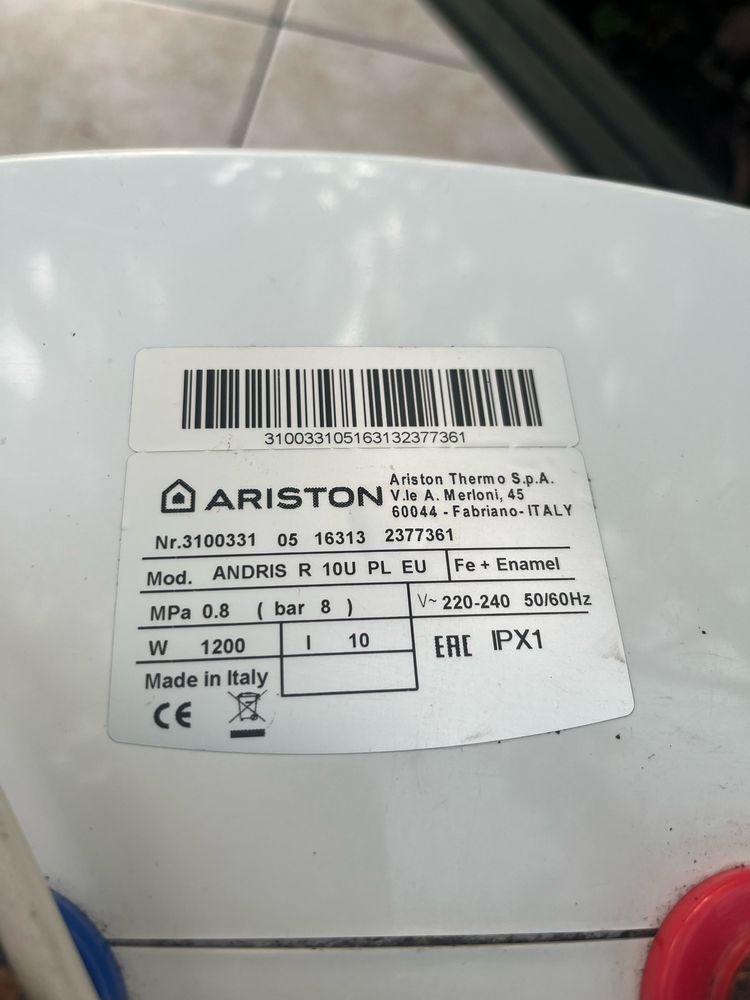 310033105163132377361
ARISTON
Ariston Thermo S.p.A.
V.le A. Merloni, 45
60044 - Fabriano- ITALY
Nr.3100331 05 16313 2377361
Mod. ANDRIS R 10U PL EU Fe + Enamel
MPa 0.8 ( bar 8 ) V~ 220-240 50/60Hz
W 1200 I 10 EAC IPX1
Made in Italy
CE